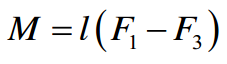 M = l(F₁ − F₃)